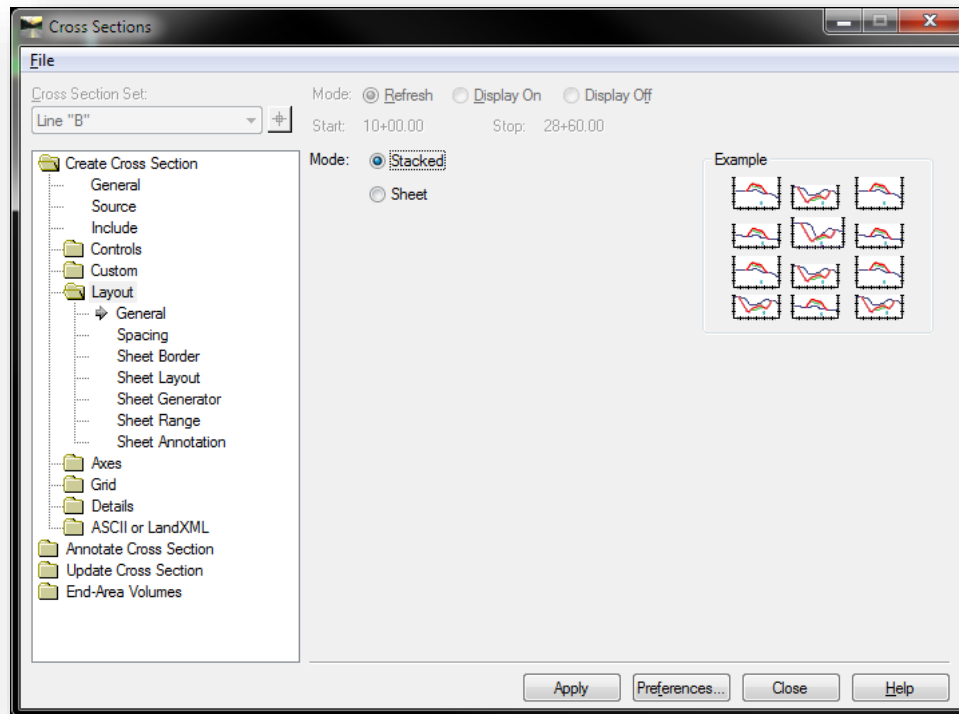 Cross Sections
File
Cross Section Set:
Line "B"
Mode: Refresh Display On Display Off
Start: 10+00.00 Stop: 28+60.00
Create Cross Section
General
Source
Include
Controls
Custom
Layout
General
Spacing
Sheet Border
Sheet Layout
Sheet Generator
Sheet Range
Sheet Annotation
Axes
Grid
Details
ASCII or LandXML
Annotate Cross Section
Update Cross Section
End-Area Volumes
Mode: Stacked
Sheet
Example
Apply Preferences... Close Help